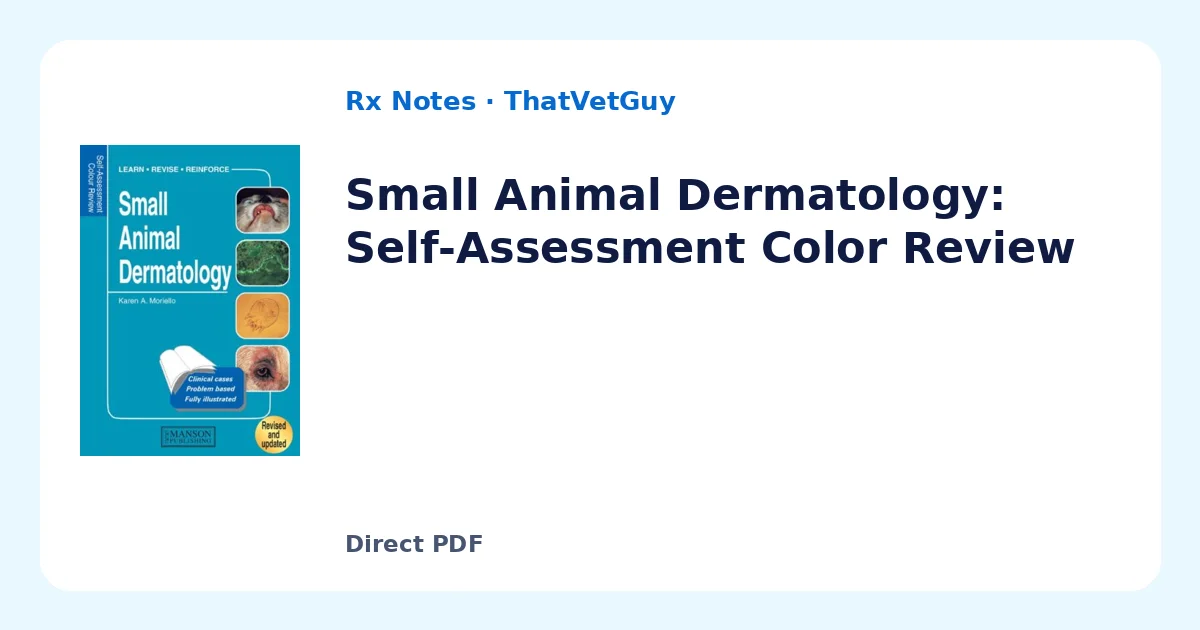 Rx Notes · ThatVetGuy
Small Animal Dermatology:
Self-Assessment Color Review
Direct PDF
Self-Assessment
Colour Review
LEARN • REVISE • REINFORCE
Small
Animal
Dermatology
Karen A. Moriello
Clinical cases
Problem based
Fully illustrated
MANSON
PUBLISHING
Revised
and
updated